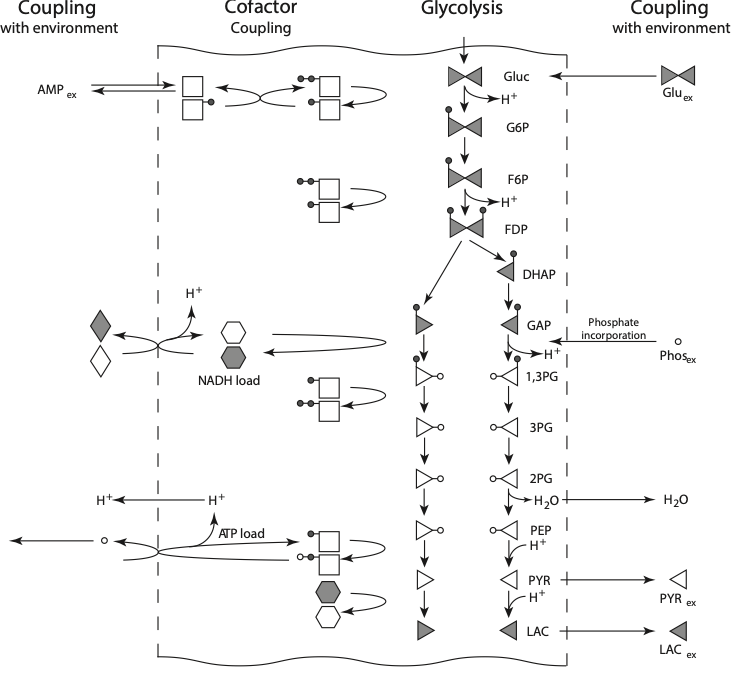 Coupling
with environment
Cofactor
Coupling
Glycolysis
Coupling
with environment
AMP ex
Gluc
Glu ex
H+
G6P
F6P
H+
FDP
DHAP
H+
GAP
Phosphate
incorporation
Phos ex
H+
NADH load
1,3PG
3PG
2PG
H+
H+
H2O
H2O
ATP load
PEP
H+
PYR
PYR ex
H+
LAC
LAC ex